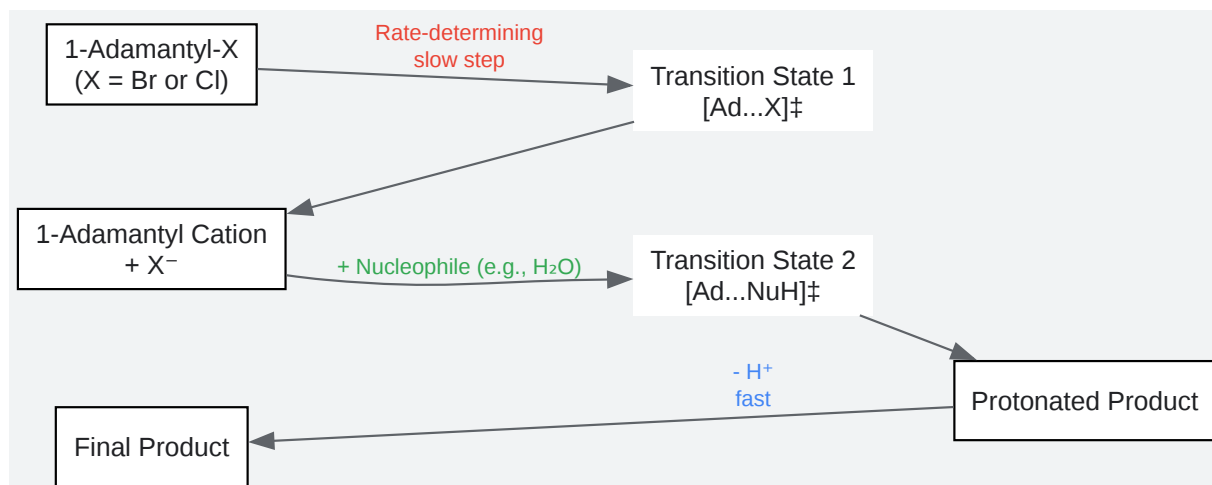 1-Adamantyl-X
(X = Br or Cl)
Rate-determining
slow step
Transition State 1
[Ad...X]‡
1-Adamantyl Cation
+ X⁻
+ Nucleophile (e.g., H₂O)
Transition State 2
[Ad...NuH]‡
Protonated Product
- H⁺
fast
Final Product